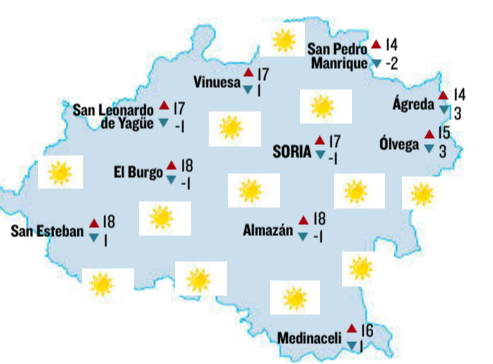 San Pedro
Manrique
14
-2
Vinuesa
17
1
Ágreda
14
3
San Leonardo
de Yagüe
17
-1
SORIA
17
-1
Ólvega
15
3
El Burgo
18
-1
San Esteban
18
1
Almazán
18
-1
Medinaceli
16
1